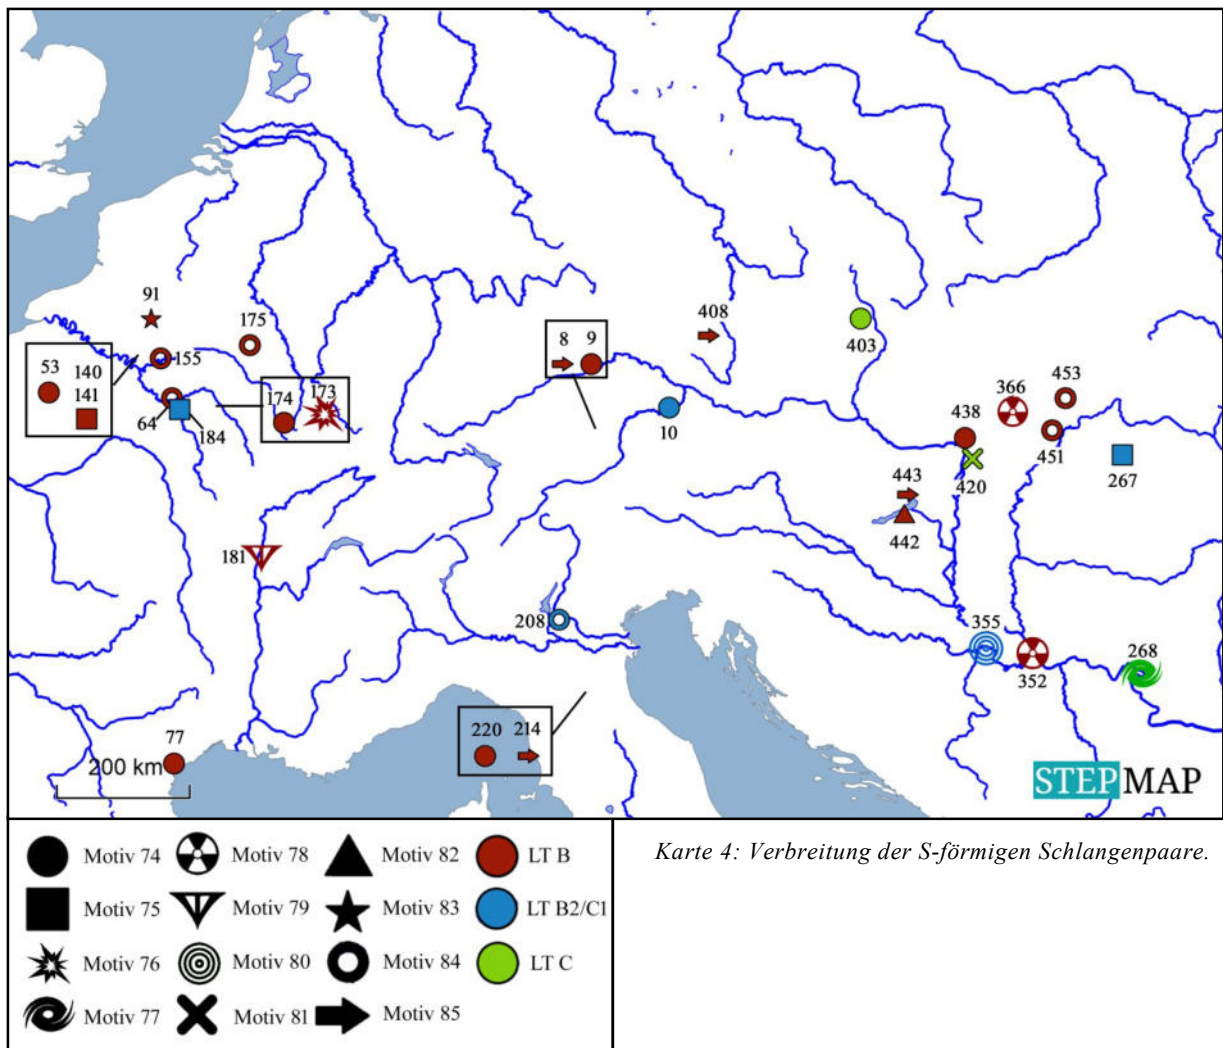 91
175
155
53
140
141
64
184
174
173
8
9
408
403
10
438
420
366
453
451
267
443
442
181
208
355
352
268
77
220
214
200 km
STEPMAP
Motiv 74
Motiv 78
Motiv 82
LT B
Motiv 75
Motiv 79
Motiv 83
LT B2/C1
Motiv 76
Motiv 80
Motiv 84
LT C
Motiv 77
Motiv 81
Motiv 85
Karte 4: Verbreitung der S-förmigen Schlangenpaare.